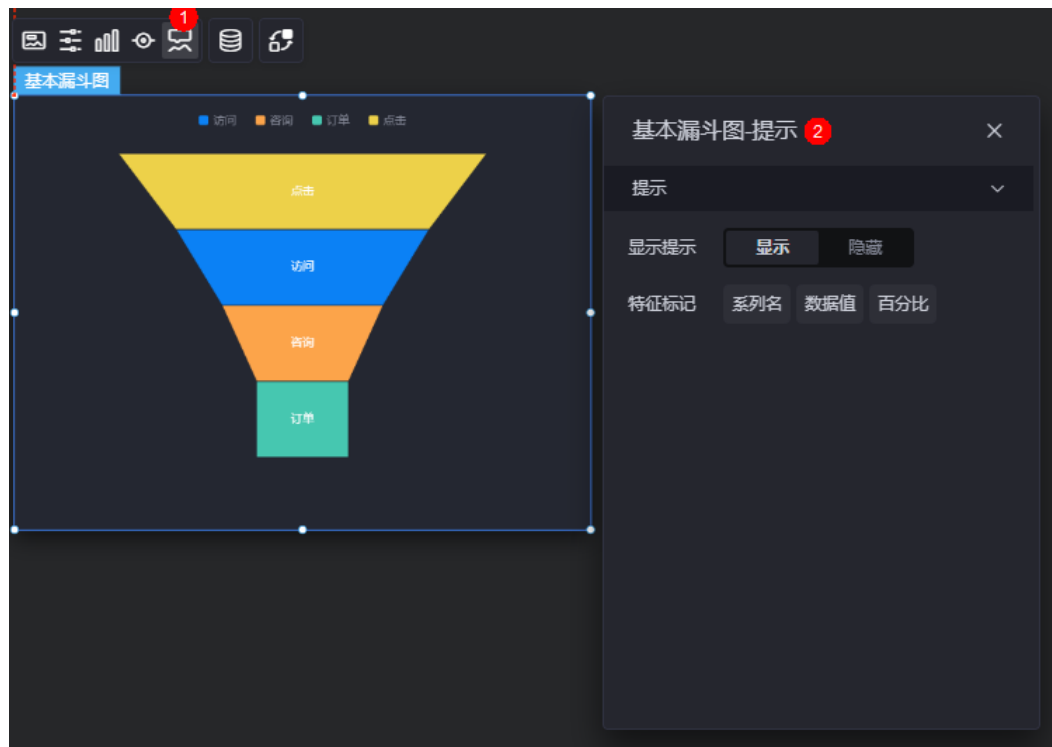 1
基本漏斗图
访问 咨询 订单 点击
点击
访问
咨询
订单
基本漏斗图-提示 2
提示
显示提示 显示 隐藏
特征标记 系列名 数据值 百分比